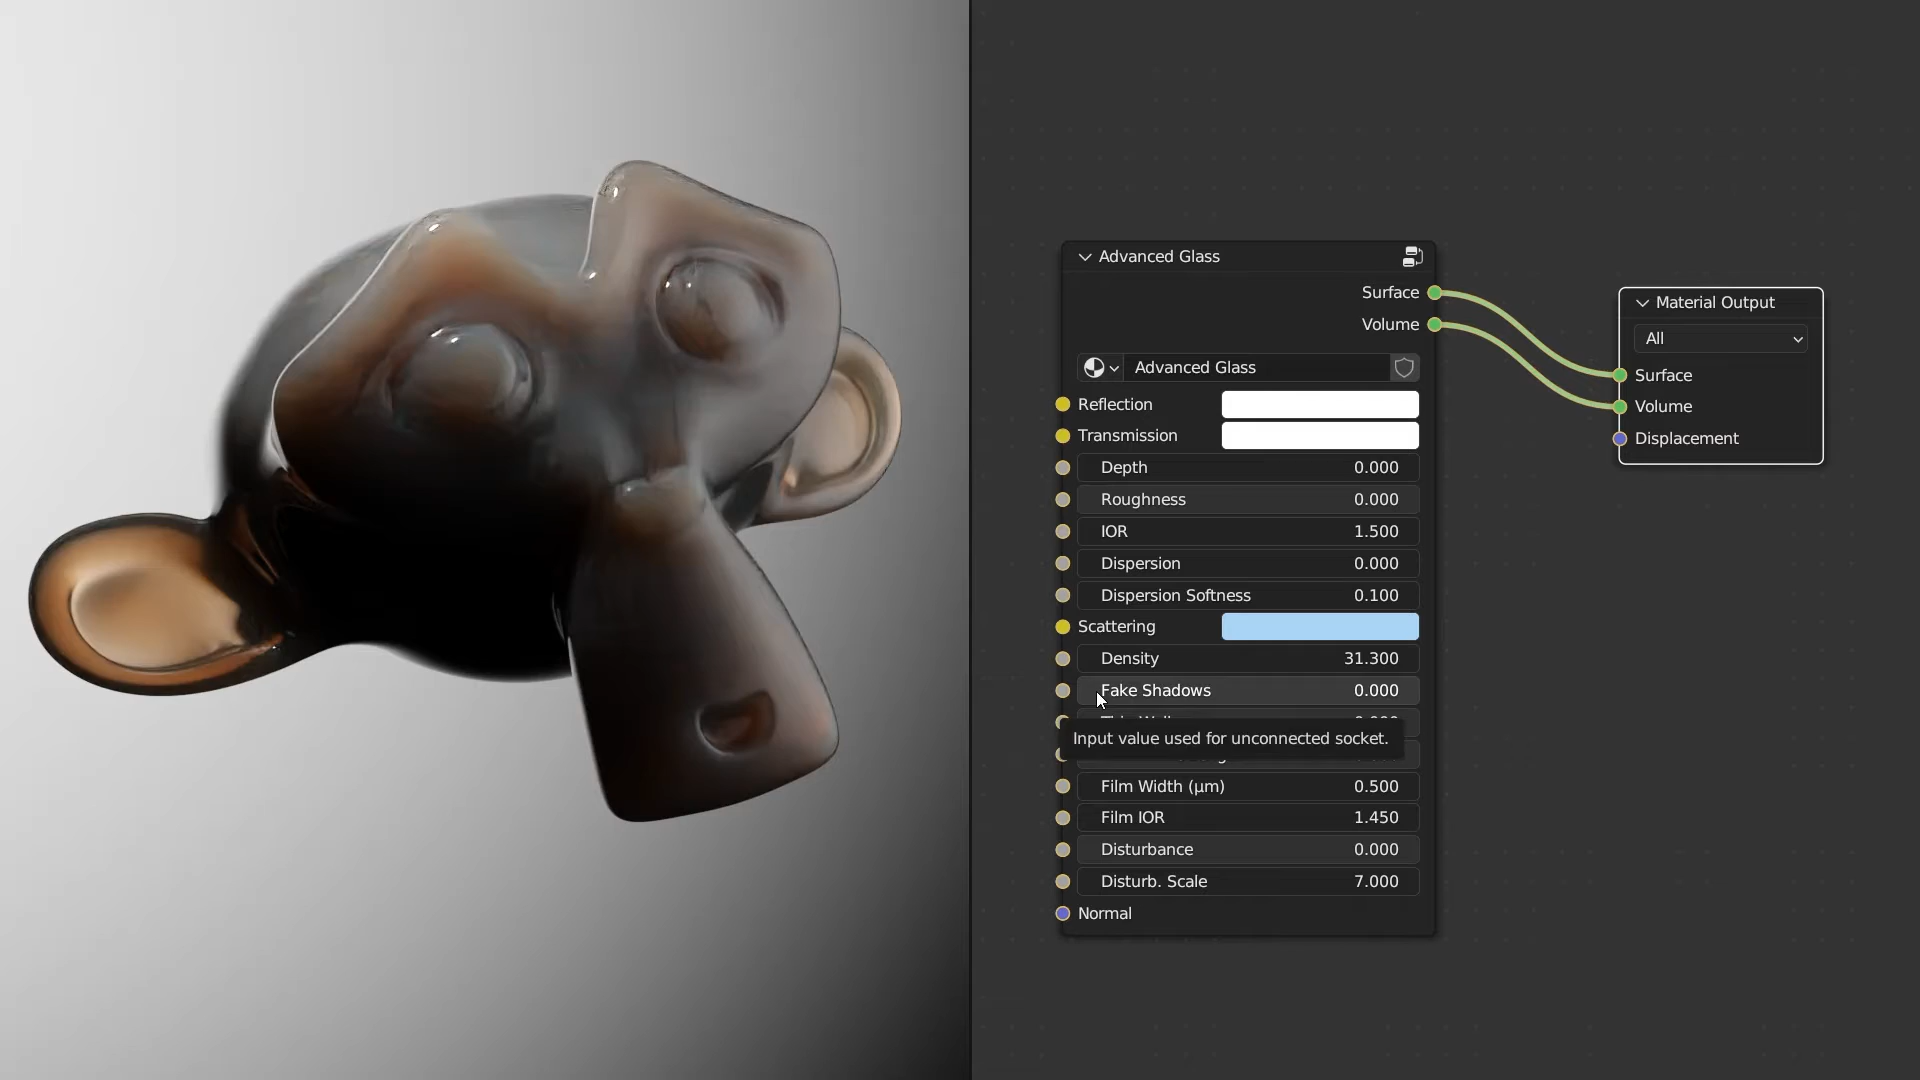 Advanced Glass
Surface
Volume
Advanced Glass
Reflection
Transmission
Depth 0.000
Roughness 0.000
IOR 1.500
Dispersion 0.000
Dispersion Softness 0.100
Scattering
Density 31.300
Fake Shadows 0.000
Input value used for unconnected socket.
Film Width (μm) 0.500
Film IOR 1.450
Disturbance 0.000
Disturb. Scale 7.000
Normal
Material Output
All
Surface
Volume
Displacement